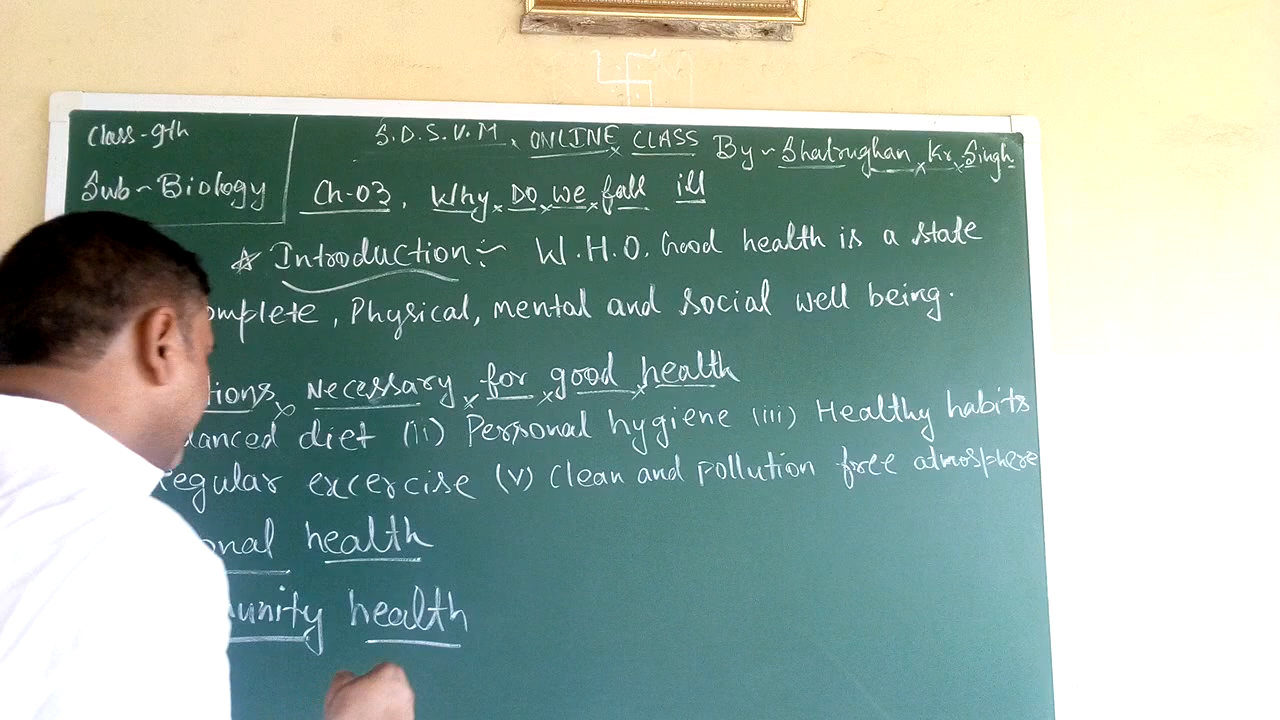 Class-9th
Sub-Biology
S.D.S.V.M. ONLINE CLASS By - Shatrughan Kr. Singh
Ch-03. Why Do we fall ill
Introduction:- W.H.O. Good health is a state
omplete, Physical, mental and social well being.
tions necessary for good health
lanced diet (ii) Personal hygiene (iii) Healthy habits
regular excercise (v) Clean and pollution free atmosphere
onal health
unity health